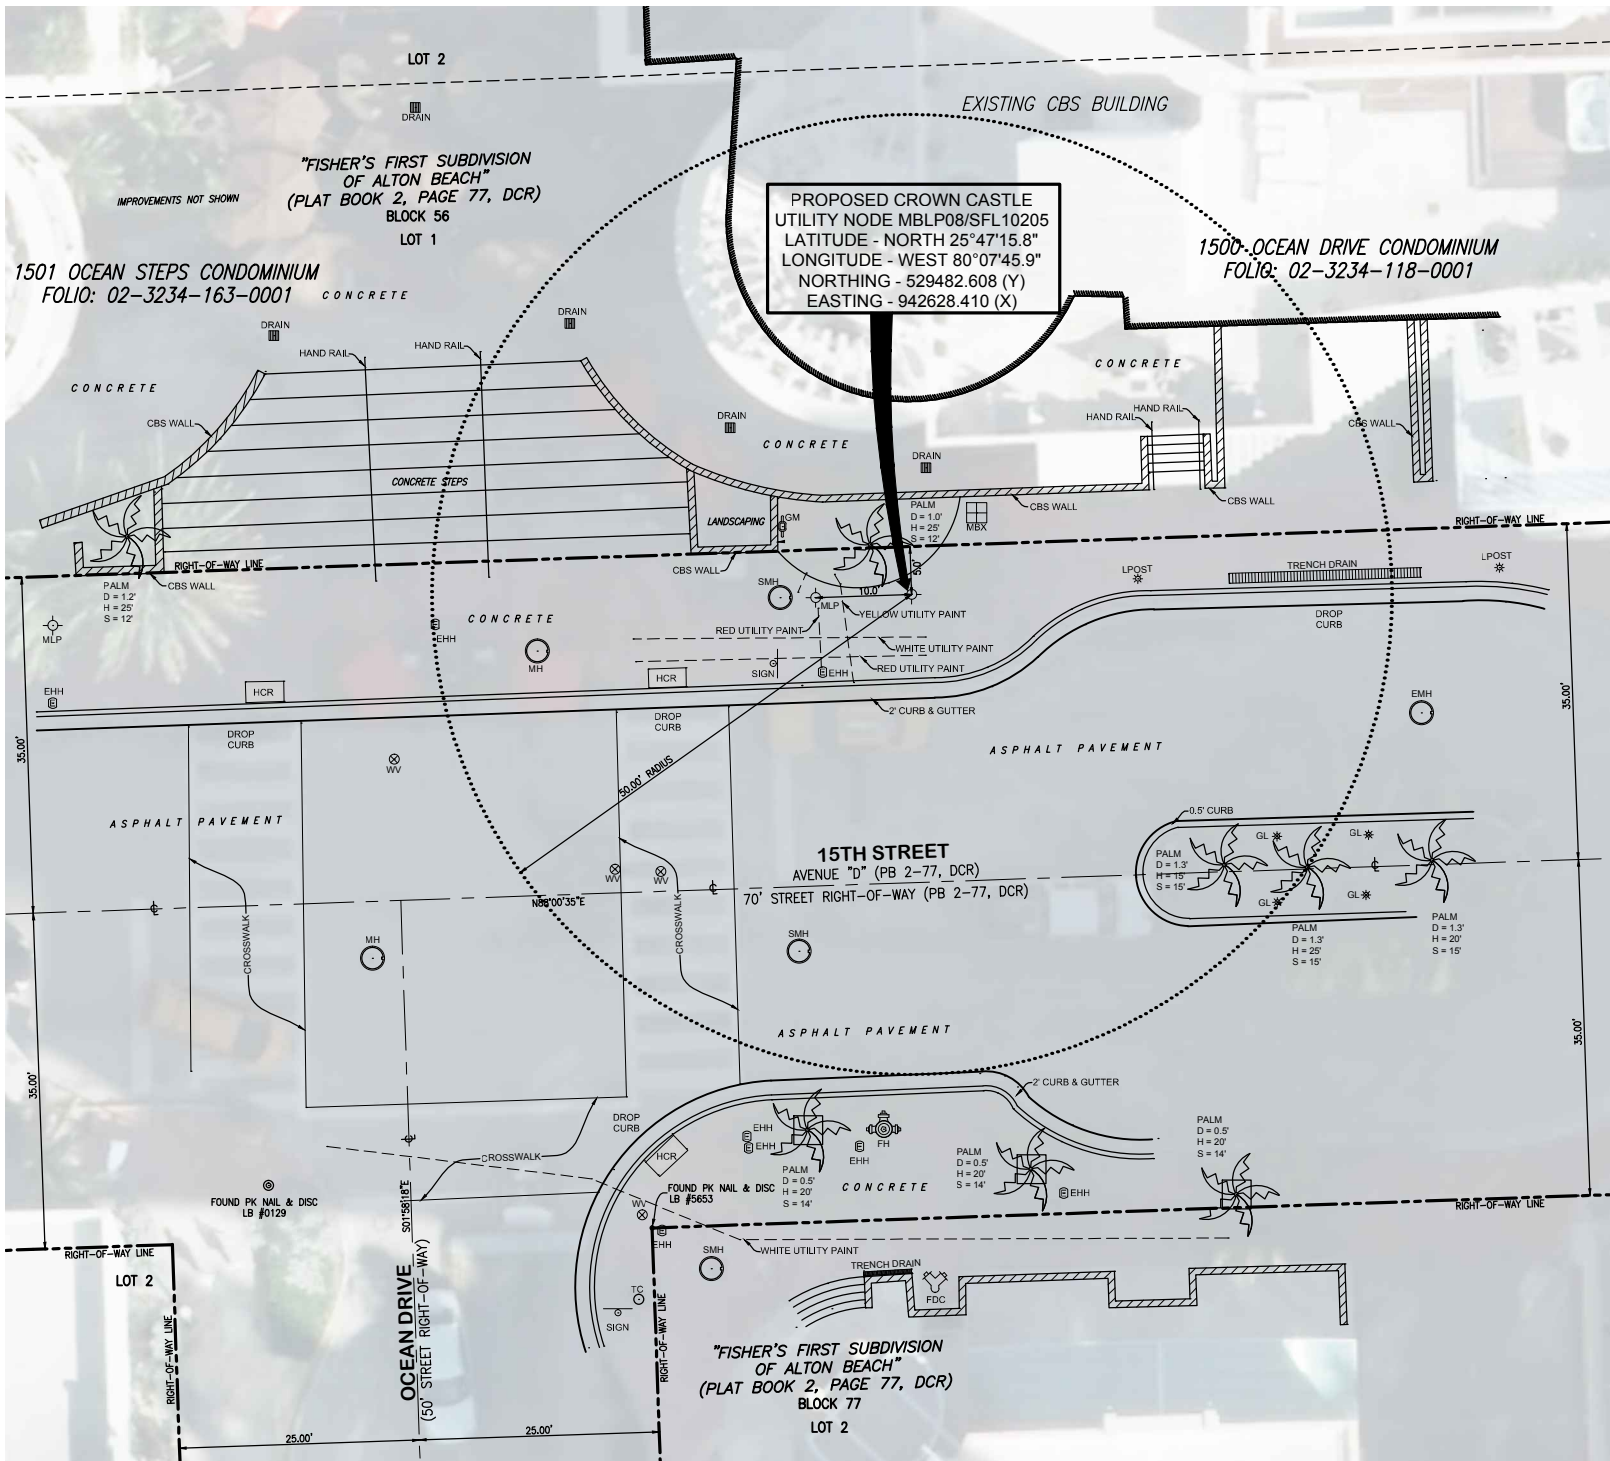 LOT 2
DRAIN
EXISTING CBS BUILDING
"FISHER'S FIRST SUBDIVISION
OF ALTON BEACH"
(PLAT BOOK 2, PAGE 77, DCR)
BLOCK 56
LOT 1
IMPROVEMENTS NOT SHOWN
PROPOSED CROWN CASTLE
UTILITY NODE MBLP08/SFL10205
LATITUDE - NORTH 25°47'15.8"
LONGITUDE - WEST 80°07'45.9"
NORTHING - 529482.608 (Y)
EASTING - 942628.410 (X)
1500 OCEAN DRIVE CONDOMINIUM
FOLIO: 02-3234-118-0001
1501 OCEAN STEPS CONDOMINIUM
FOLIO: 02-3234-163-0001
CONCRETE
DRAIN
DRAIN
HAND RAIL
HAND RAIL
CONCRETE
CONCRETE
CBS WALL
DRAIN
CONCRETE
HAND RAIL
HAND RAIL
CBS WALL
DRAIN
CONCRETE STEPS
LANDSCAPING
GM
PALM
D = 1.0'
H = 25'
S = 12'
MBX
CBS WALL
CBS WALL
RIGHT-OF-WAY LINE
RIGHT-OF-WAY LINE
CBS WALL
CBS WALL
PALM
D = 1.2'
H = 25'
S = 12'
SMH
10.0'
5.0'
MLP
YELLOW UTILITY PAINT
LPOST
TRENCH DRAIN
LPOST
DROP
CURB
MLP
EHH
CONCRETE
RED UTILITY PAINT
WHITE UTILITY PAINT
RED UTILITY PAINT
MH
SIGN
EHH
EHH
HCR
HCR
EMH
35.00'
35.00'
2' CURB & GUTTER
DROP
CURB
DROP
CURB
WV
50.00' RADIUS
ASPHALT PAVEMENT
ASPHALT PAVEMENT
0.5' CURB
GL
GL
15TH STREET
AVENUE "D" (PB 2-77, DCR)
70' STREET RIGHT-OF-WAY (PB 2-77, DCR)
PALM
D = 1.3'
H = 15'
S = 15'
WV
WV
N88°00'35"E
GL
GL
CROSSWALK
CROSSWALK
MH
SMH
PALM
D = 1.3'
H = 25'
S = 15'
PALM
D = 1.3'
H = 20'
S = 15'
ASPHALT PAVEMENT
35.00'
35.00'
2' CURB & GUTTER
DROP
CURB
EHH
EHH
FH
EHH
HCR
PALM
D = 0.5'
H = 20'
S = 14'
PALM
D = 0.5'
H = 20'
S = 14'
PALM
D = 0.5'
H = 20'
S = 14'
CROSSWALK
FOUND PK NAIL & DISC
LB #0129
FOUND PK NAIL & DISC
LB #5653
CONCRETE
EHH
WV
EHH
S01°58'18"E
RIGHT-OF-WAY LINE
RIGHT-OF-WAY LINE
WHITE UTILITY PAINT
SMH
TRENCH DRAIN
FDC
LOT 2
OCEAN DRIVE
(50' STREET RIGHT-OF-WAY)
TC
SIGN
RIGHT-OF-WAY LINE
RIGHT-OF-WAY LINE
"FISHER'S FIRST SUBDIVISION
OF ALTON BEACH"
(PLAT BOOK 2, PAGE 77, DCR)
BLOCK 77
LOT 2
25.00'
25.00'